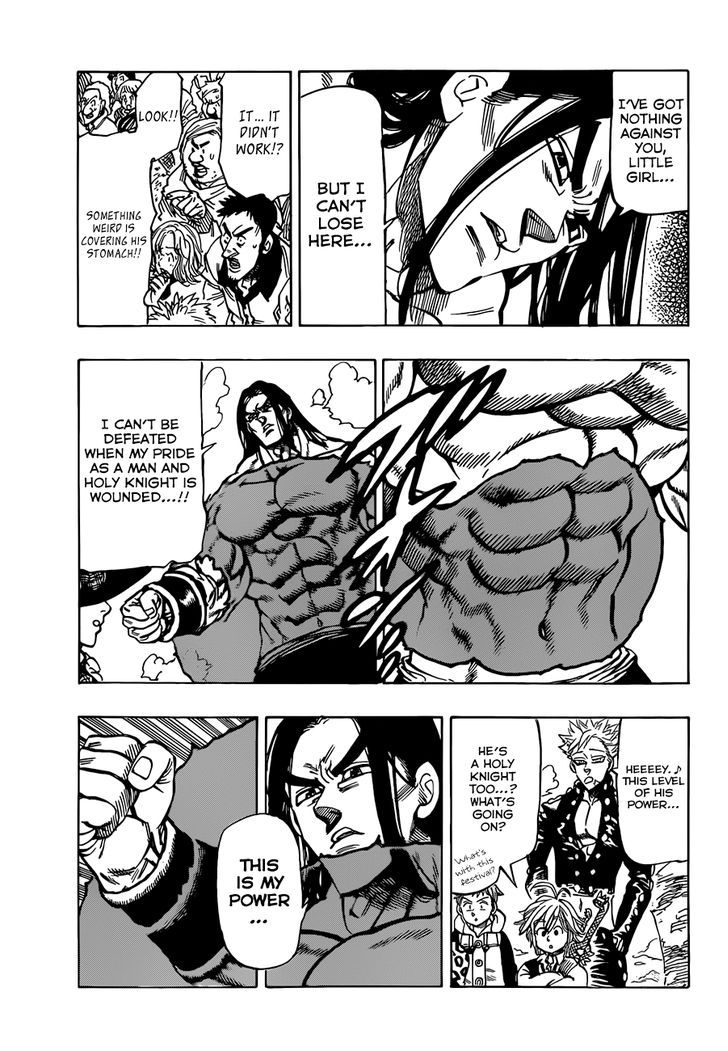 I'VE GOT
NOTHING
AGAINST
YOU,
LITTLE
GIRL...
BUT I
CAN'T
LOSE
HERE...
IT... IT
DIDN'T
WORK!?
LOOK!!
SOMETHING
WEIRD IS
COVERING HIS
STOMACH!!
I CAN'T BE
DEFEATED
WHEN MY PRIDE
AS A MAN AND
HOLY KNIGHT IS
WOUNDED...!!
HEEEEY.♪
THIS LEVEL
OF HIS
POWER...
HE'S
A HOLY
KNIGHT
TOO...?
WHAT'S
GOING
ON?
What's
with this
festival?
THIS
IS MY
POWER
...